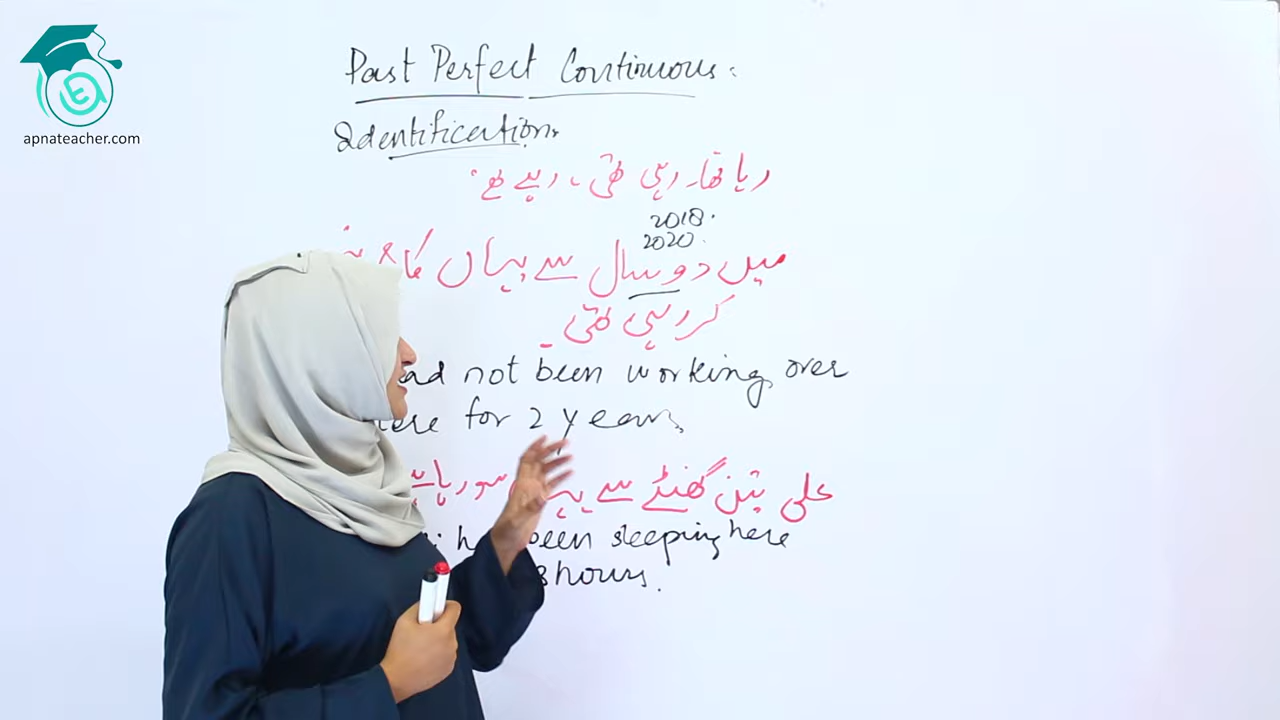 apnateacher.com
Past Perfect Continuous:
Identification:
رہا تھا، رہی تھی، رہے تھے۔
2018.
2020.
میں دو سال سے یہاں کام
کر رہی تھی۔
had not been working over
here for 2 years.
علی تین گھنٹے سے یہاں سو رہا
been sleeping here
3 hours.